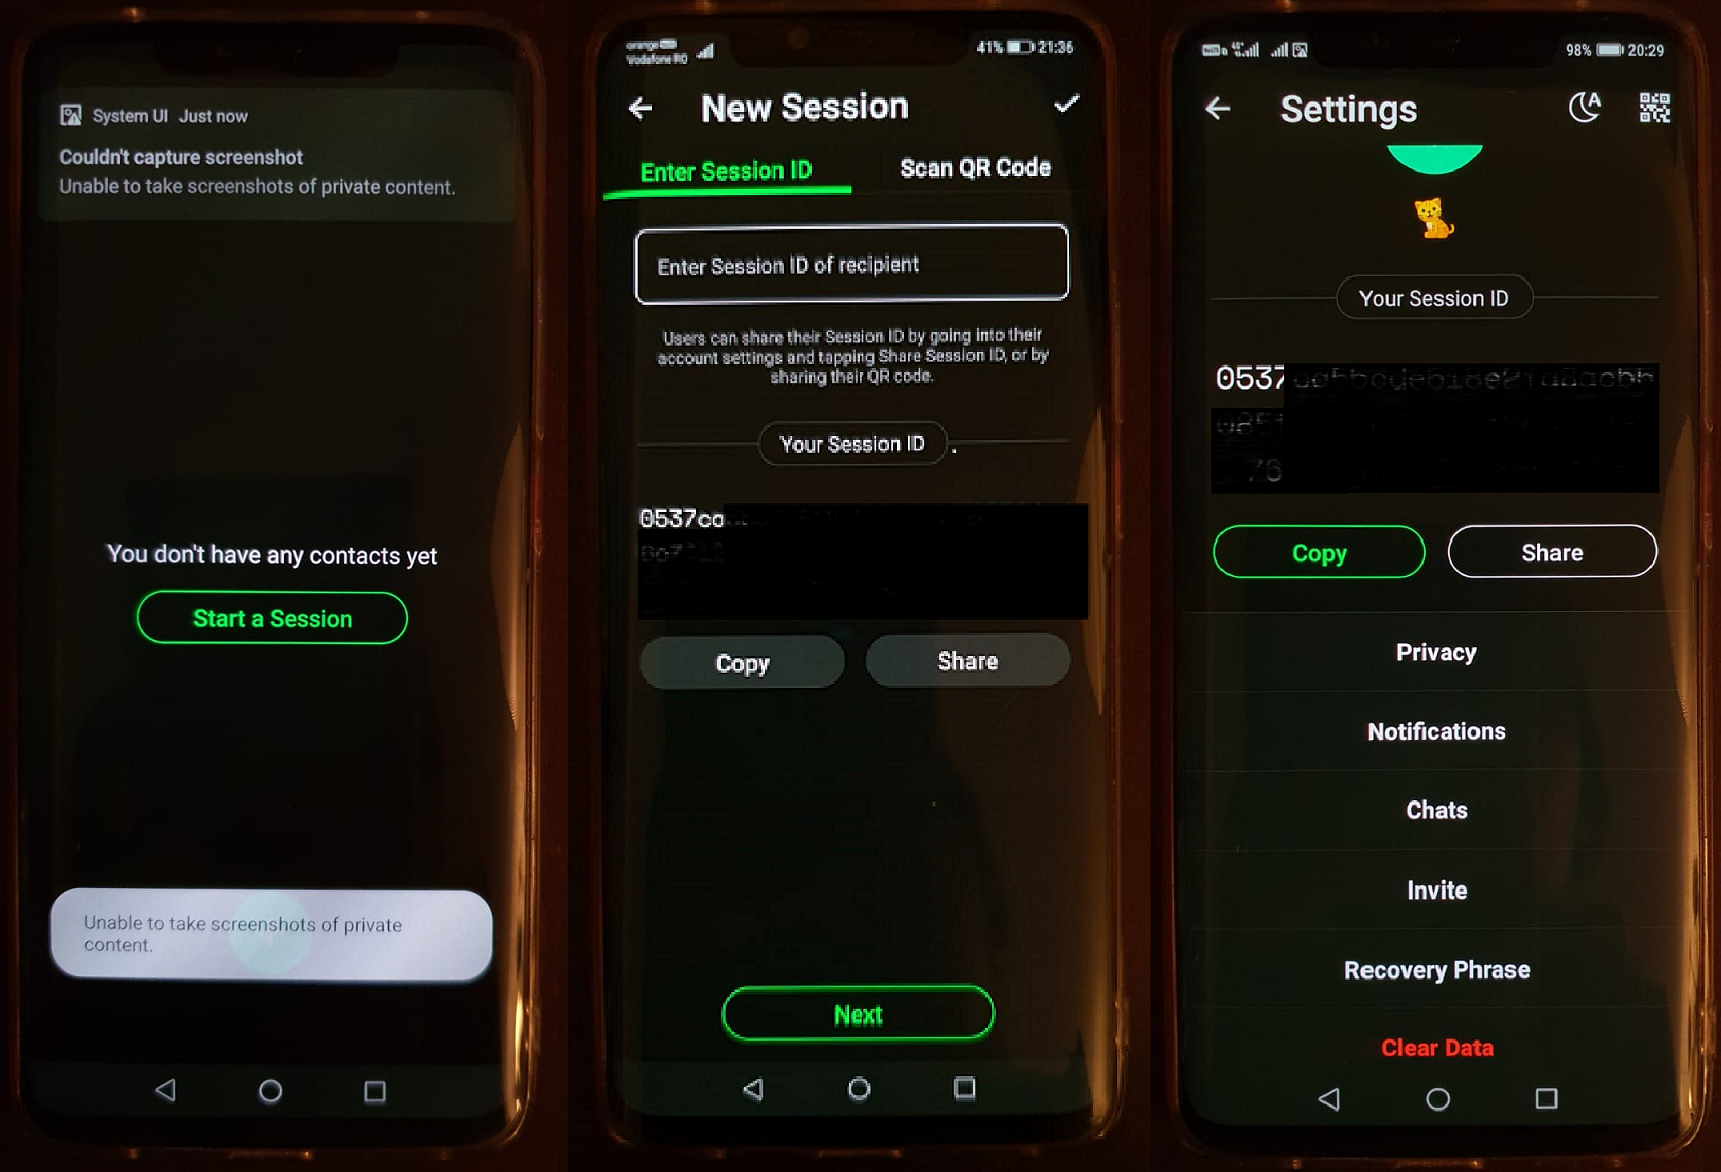 System UI Just now
Couldn't capture screenshot
Unable to take screenshots of private content.
You don't have any contacts yet
Start a Session
Unable to take screenshots of private
content.
orange
Vodafone RO
41% 21:36
New Session
Enter Session ID
Scan QR Code
Enter Session ID of recipient
Users can share their Session ID by going into their
account settings and tapping Share Session ID, or by
sharing their QR code.
Your Session ID
0537ca
Copy
Share
Next
98% 20:29
Settings
Your Session ID
0537
Copy
Share
Privacy
Notifications
Chats
Invite
Recovery Phrase
Clear Data